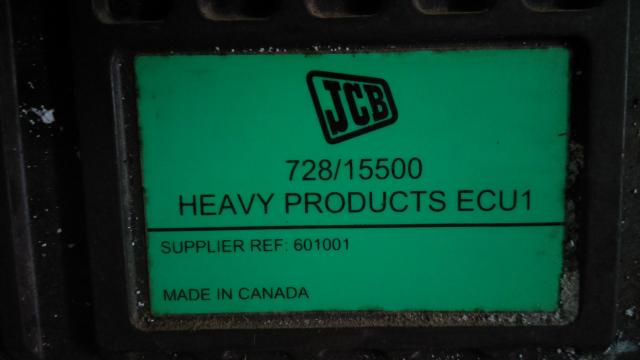 JCB
728/15500
HEAVY PRODUCTS ECU1
SUPPLIER REF: 601001
MADE IN CANADA